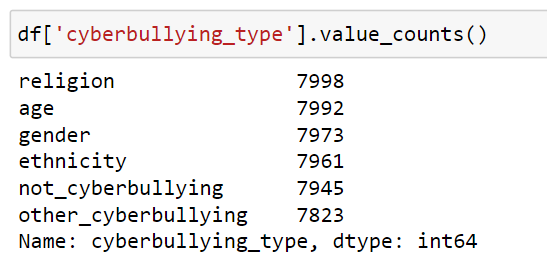 df['cyberbullying_type'].value_counts()
religion 7998
age 7992
gender 7973
ethnicity 7961
not_cyberbullying 7945
other_cyberbullying 7823
Name: cyberbullying_type, dtype: int64